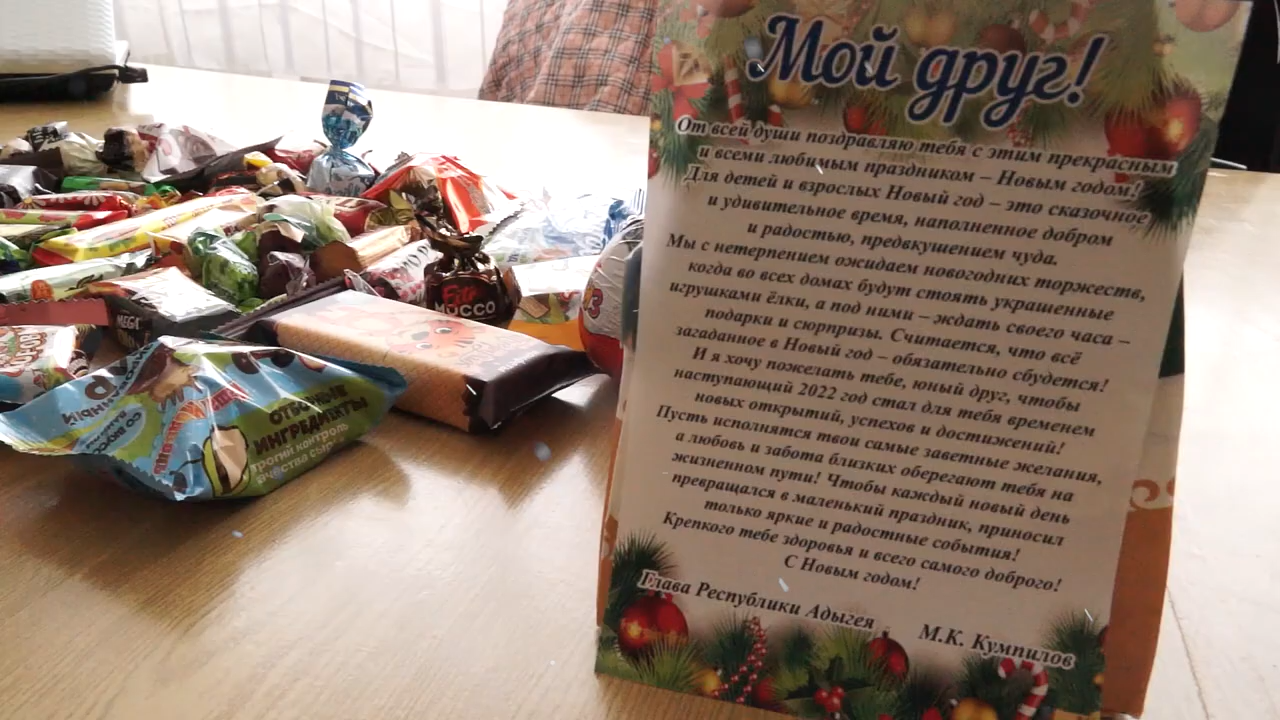 Мой друг!
От всей души поздравляю тебя с этим прекрасным
и всеми любимым праздником – Новым годом!
Для детей и взрослых Новый год – это сказочное
и удивительное время, наполненное добром
и радостью, предвкушением чуда.
Мы с нетерпением ожидаем новогодних торжеств,
когда во всех домах будут стоять украшенные
игрушками ёлки, а под ними – ждать своего часа –
подарки и сюрпризы. Считается, что всё
загаданное в Новый год – обязательно сбудется!
И я хочу пожелать тебе, юный друг, чтобы
наступающий 2022 год стал для тебя временем
новых открытий, успехов и достижений!
Пусть исполнятся твои самые заветные желания,
а любовь и забота близких оберегают тебя на
жизненном пути! Чтобы каждый новый день
превращался в маленький праздник, приносил
только яркие и радостные события!
Крепкого тебе здоровья и всего самого доброго!
С Новым годом!
Глава Республики Адыгея
М.К. Кумпилов
MEGA
ОТБОРНЫЕ
ИНГРЕДИЕНТЫ